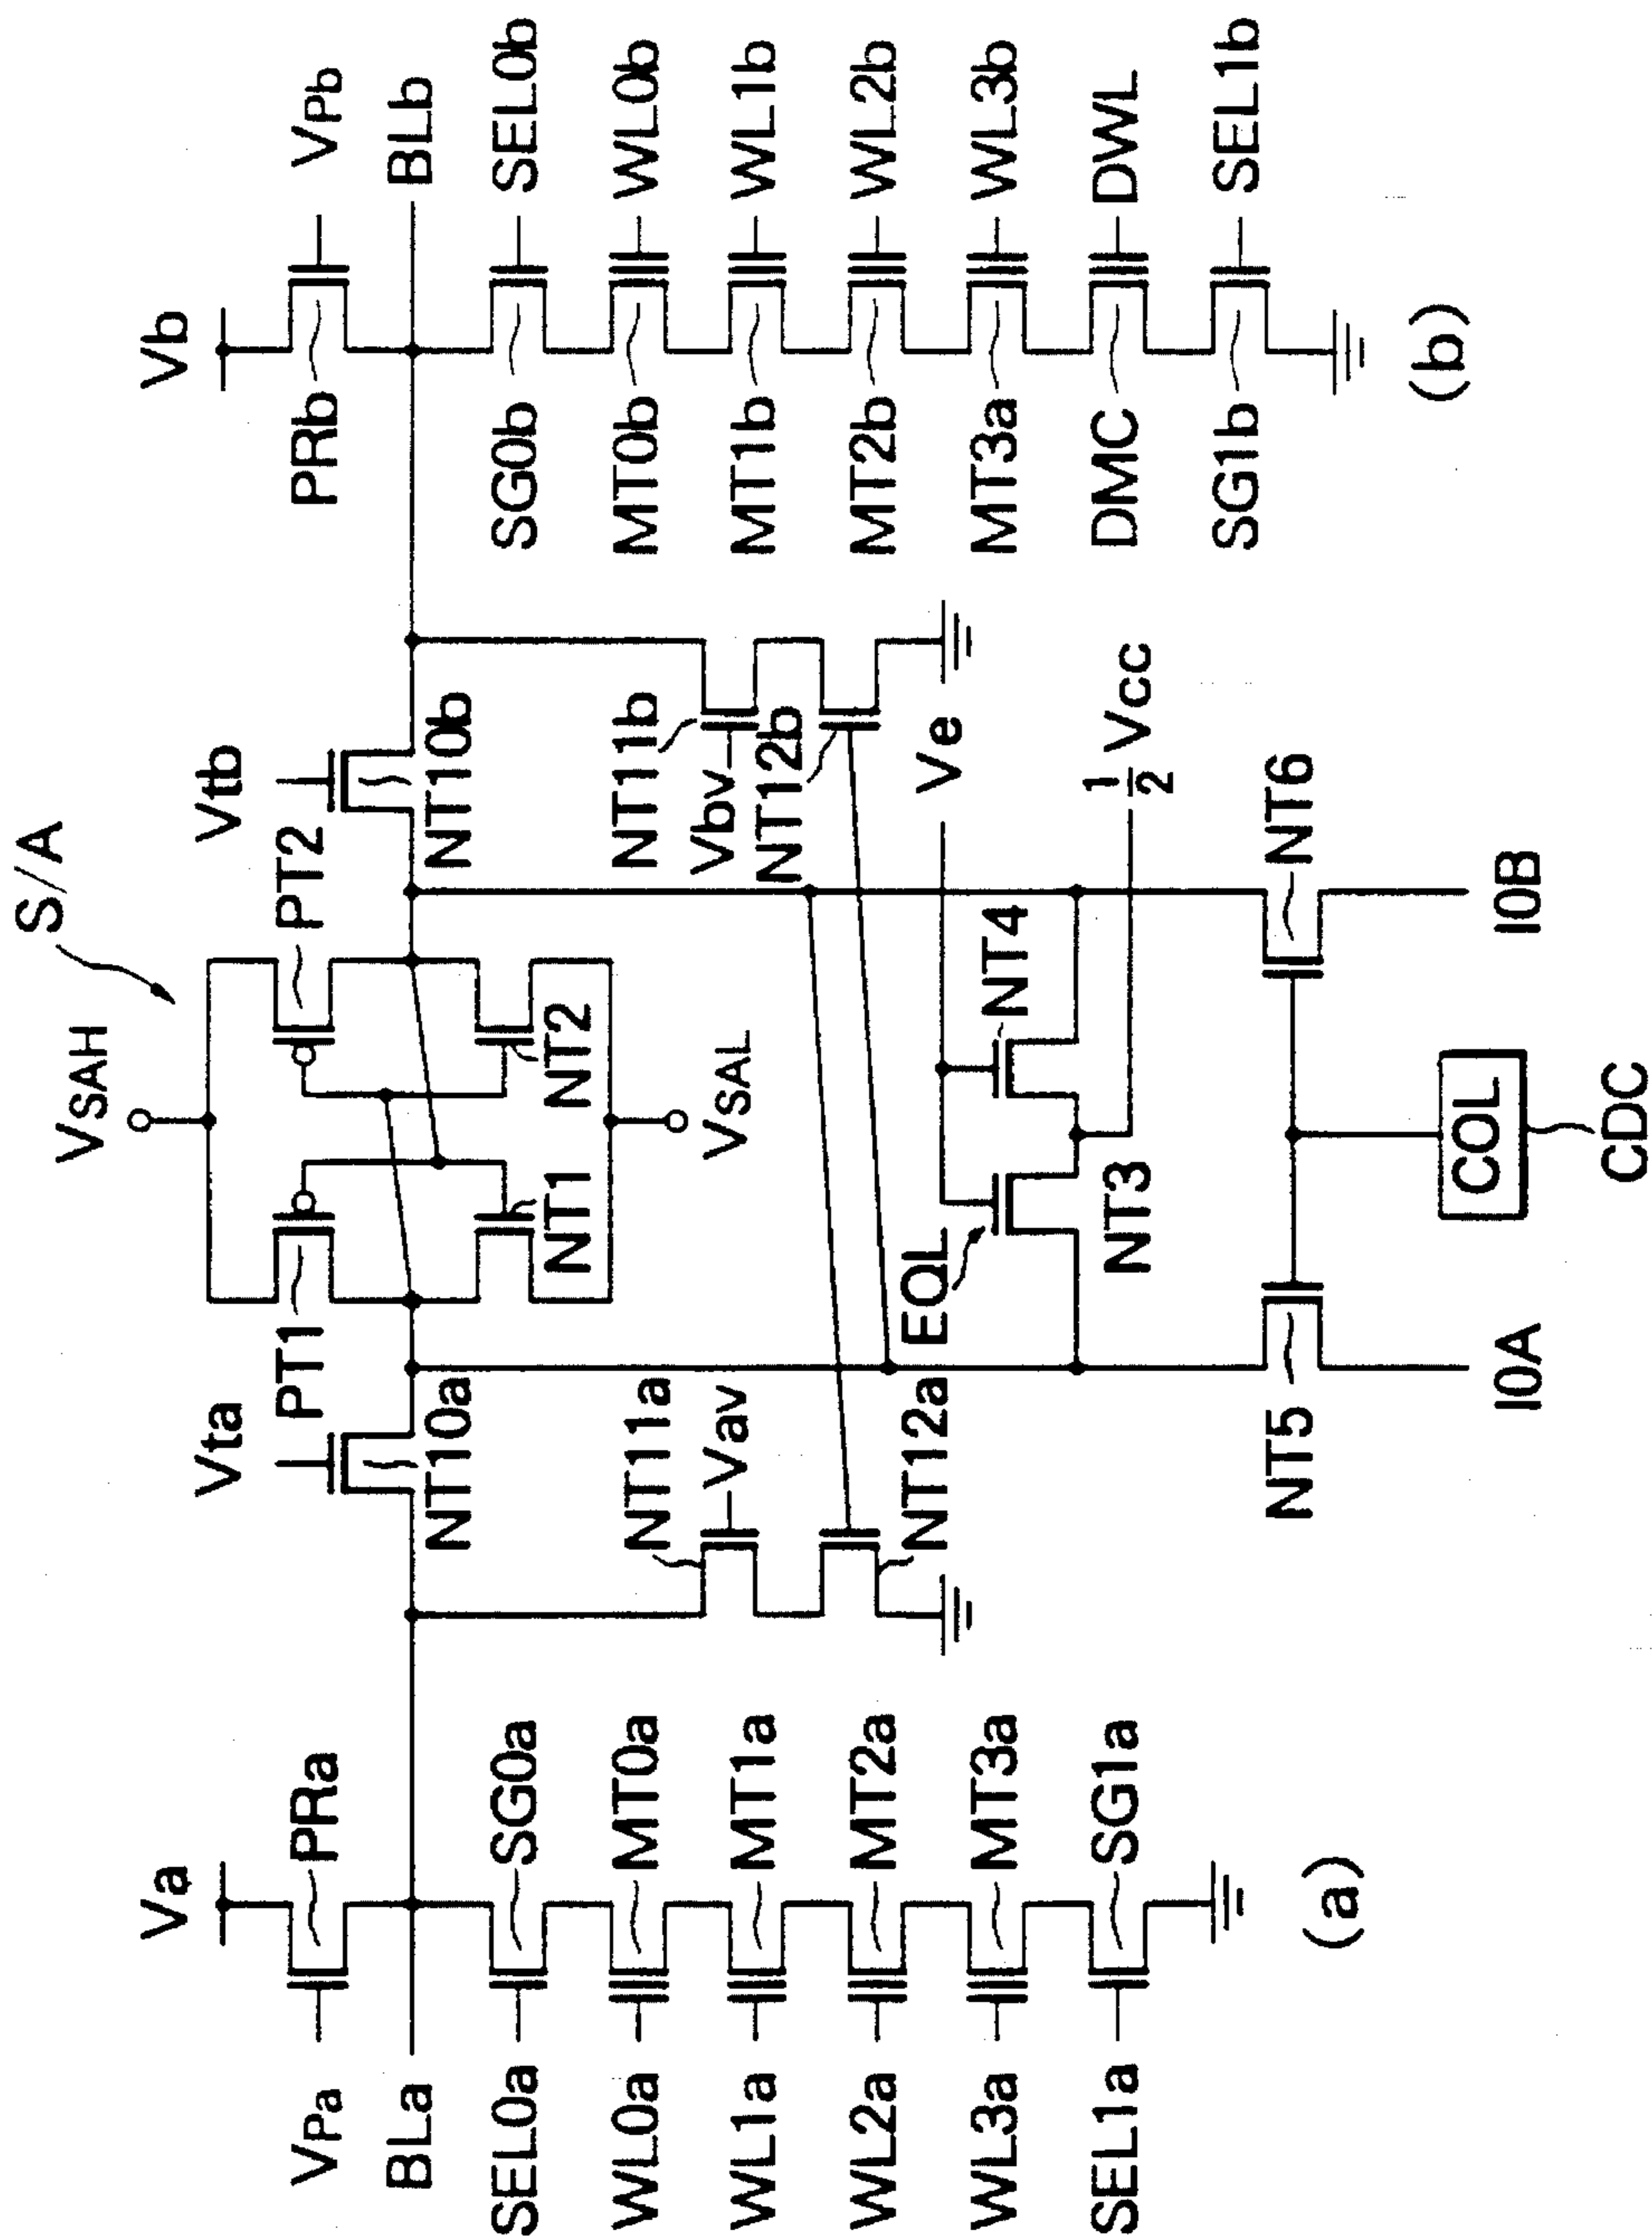 S/A
Va
VSAH
Vb
Vta
Vtb
VPa
PRa
PT1
PT2
PRb
VPb
BLa
BLb
NT10a
NT10b
SEL0a
SG0a
NT1
NT2
SG0b
SEL0b
WL0a
MT0a
NT11a
NT11b
MT0b
WL0b
WL1a
MT1a
Vav
VSAL
Vbv
MT1b
WL1b
NT12b
WL2a
MT2a
NT12a
EQL
Ve
MT2b
WL2b
WL3a
MT3a
NT4
MT3a
WL3b
SEL1a
SG1a
NT3
1/2 Vcc
DMC
DWL
SG1b
SEL1b
NT5
NT6
(a)
(b)
COL
I0A
I0B
CDC